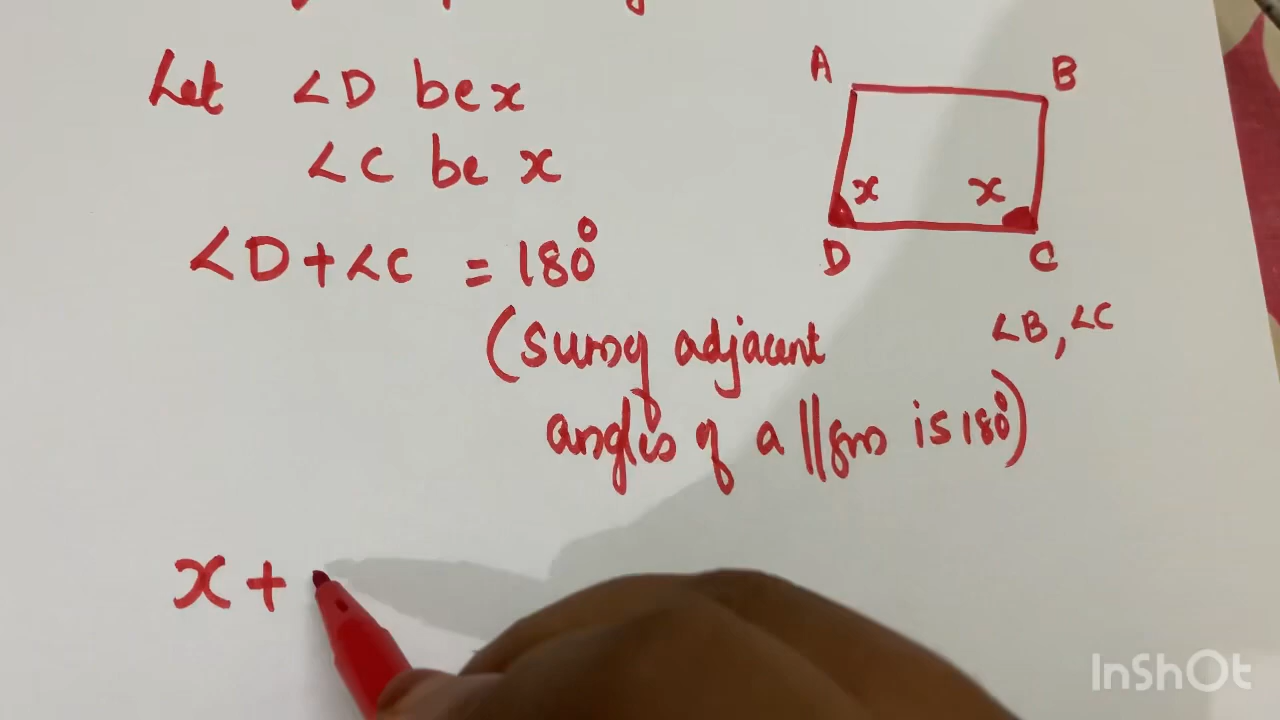 Let ∠D be x
∠C be x
∠D + ∠C = 180°
(sum of adjacent
angles of a ||gm is 180°)
x +
A
B
x
x
D
C
∠B, ∠C
InShOt